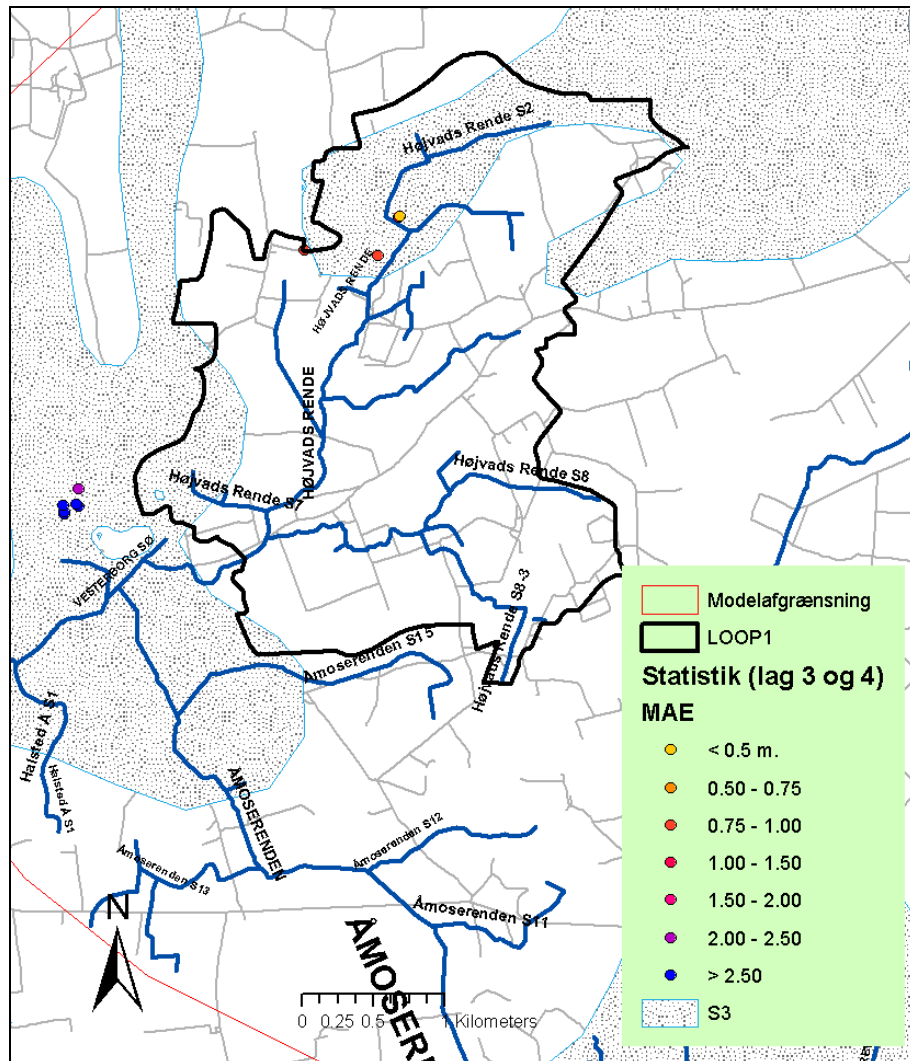 Højvads Rende S2
HØJVADS RENDE
HØJVADS RENDE
Højvads Rende S7
Højvads Rende S8
VESTERBORG SØ
Højvads Rende S8-3
Åmoserenden S15
Halsted Å S1
Halsted Å S1
ÅMOSERENDEN
Åmoserenden S12
Åmoserenden S13
Åmoserenden S11
ÅMOSEREI
N
0 0.25 0.5 1 Kilometers
Modelafgrænsning
LOOP1
Statistik (lag 3 og 4)
MAE
< 0.5 m.
0.50 - 0.75
0.75 - 1.00
1.00 - 1.50
1.50 - 2.00
2.00 - 2.50
> 2.50
S3